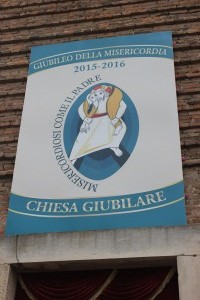 GIUBILEO DELLA MISERICORDIA
2015-2016
MISERICORDIOSI COME IL PADRE
CHIESA GIUBILARE